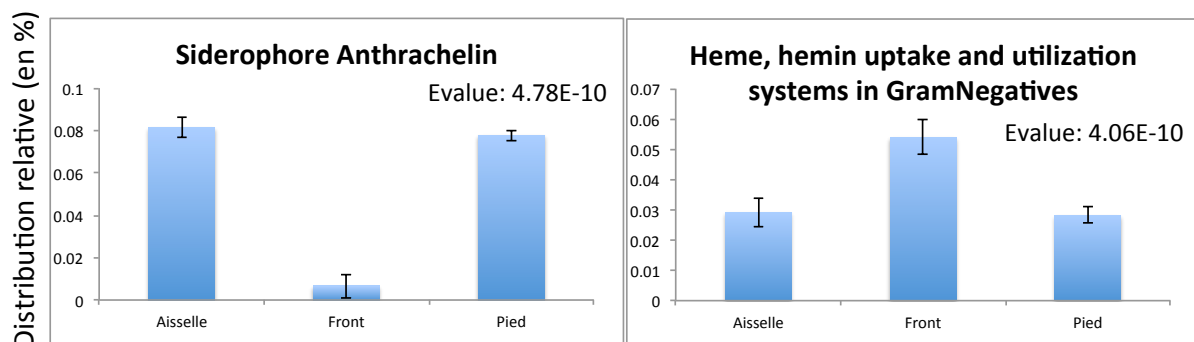 Distribution relative (en %)
Siderophore Anthrachelin
Evalue: 4.78E-10
0.1
0.08
0.06
0.04
0.02
0
Aisselle Front Pied
Heme, hemin uptake and utilization
systems in GramNegatives
Evalue: 4.06E-10
0.07
0.06
0.05
0.04
0.03
0.02
0.01
0
Aisselle Front Pied